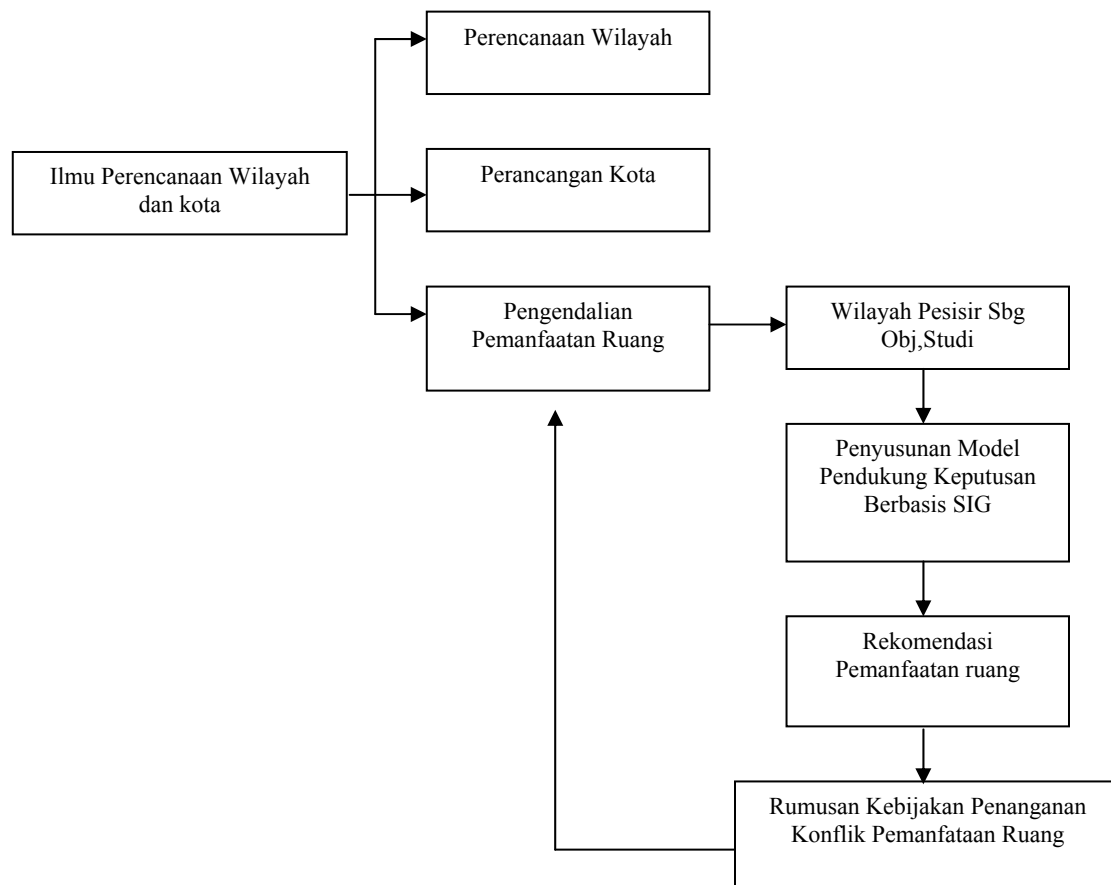 Perencanaan Wilayah
Ilmu Perencanaan Wilayah
dan kota
Perancangan Kota
Pengendalian
Pemanfaatan Ruang
Wilayah Pesisir Sbg
Obj,Studi
Penyusunan Model
Pendukung Keputusan
Berbasis SIG
Rekomendasi
Pemanfaatan ruang
Rumusan Kebijakan Penanganan
Konflik Pemanfataan Ruang